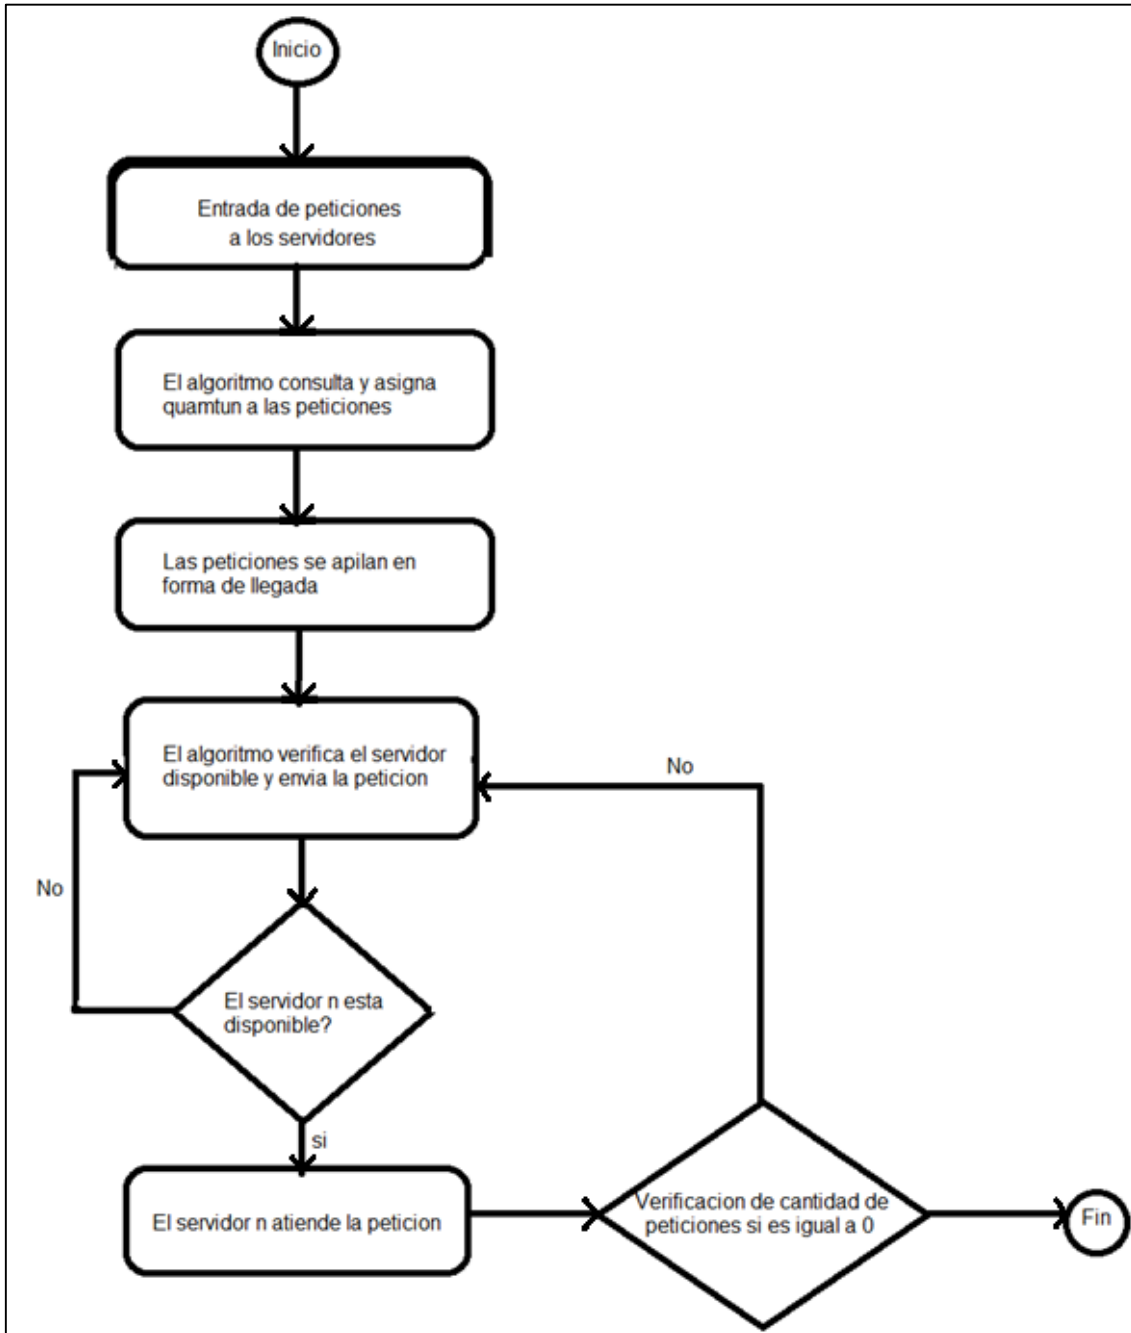 Inicio
Entrada de peticiones
a los servidores
El algoritmo consulta y asigna
quamtun a las peticiones
Las peticiones se apilan en
forma de llegada
El algoritmo verifica el servidor
disponible y envia la peticion
No
No
El servidor n esta
disponible?
si
El servidor n atiende la peticion
Verificacion de cantidad de
peticiones si es igual a 0
Fin